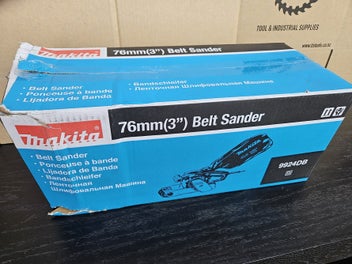 TOOL & INDUSTRIAL SUPPLIES
Makita
76mm(3") Belt Sander
• Belt Sander
• Ponceuse à bande
• Lijadora de Banda
• Bandschleifer
• Ленточная Шлифовальная Машина
Makita
76mm(3") Belt Sander
• Belt Sander
• Ponceuse à bande
• Lijadora de Banda
• Bandschleifer
• Ленточная
Шлифовальная Машина
Makita
9924DB